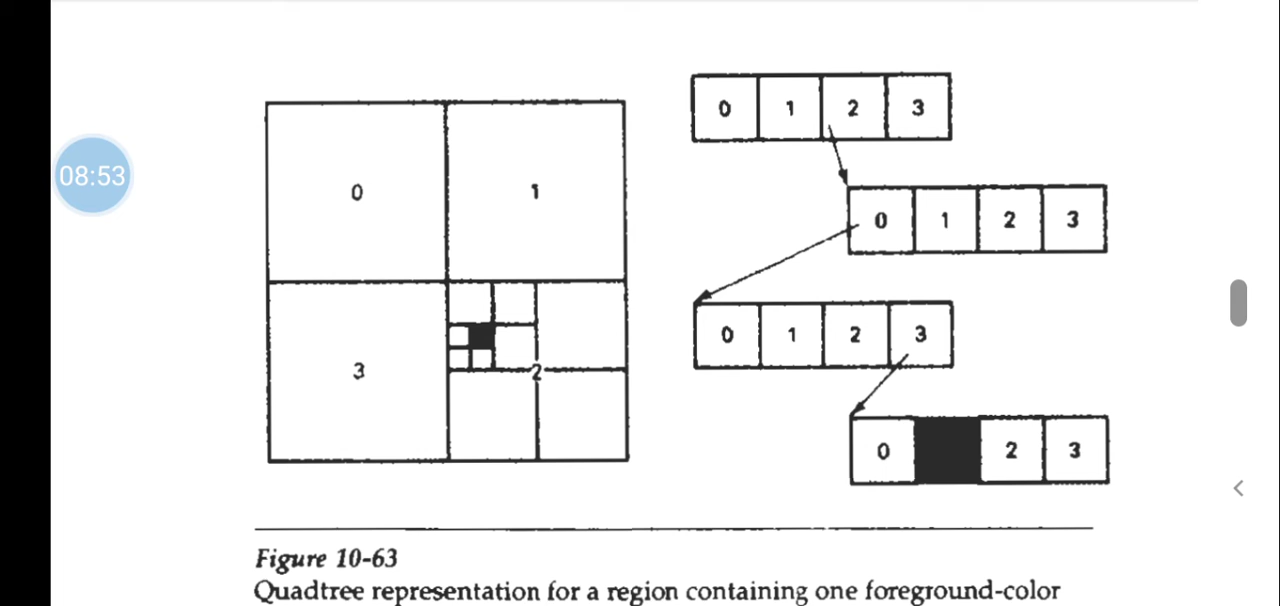 0 1 2 3
08:53
0 1
0 1 2 3
0 1 2 3
3 2
0 2 3
Figure 10-63
Quadtree representation for a region containing one foreground-color